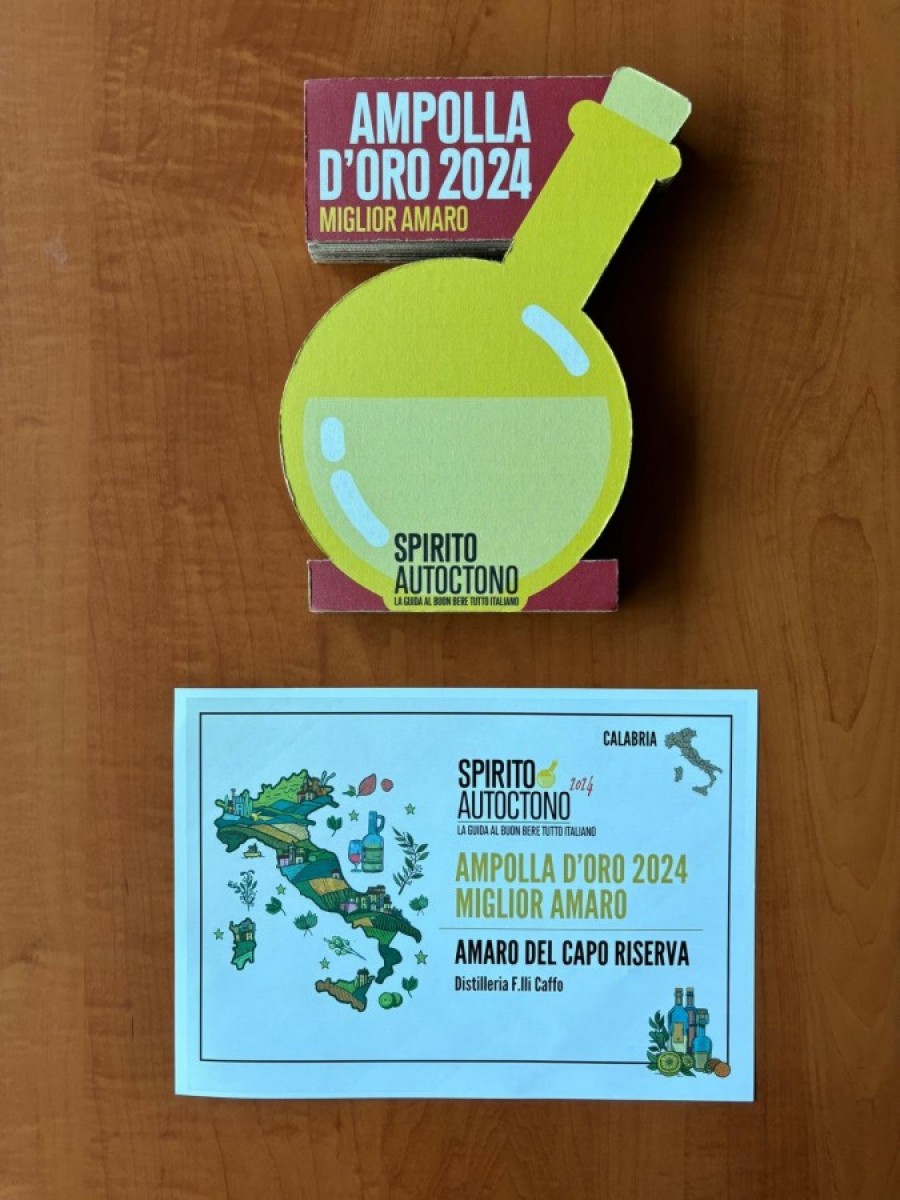 AMPOLLA
D'ORO 2024
MIGLIOR AMARO
SPIRITO
AUTOCTONO
LA GUIDA AL BUON BERE TUTTO ITALIANO
CALABRIA
SPIRITO
AUTOCTONO 2024
LA GUIDA AL BUON BERE TUTTO ITALIANO
AMPOLLA D'ORO 2024
MIGLIOR AMARO
AMARO DEL CAPO RISERVA
Distilleria F.lli Caffo